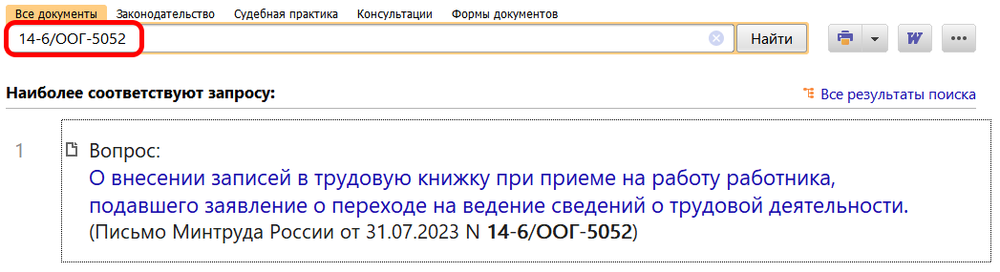 Все документы Законодательство Судебная практика Консультации Формы документов
14-6/ООГ-5052 Найти W
Наиболее соответствуют запросу: Все результаты поиска
1 Вопрос:
О внесении записей в трудовую книжку при приеме на работу работника,
подавшего заявление о переходе на ведение сведений о трудовой деятельности.
(Письмо Минтруда России от 31.07.2023 N 14-6/ООГ-5052)